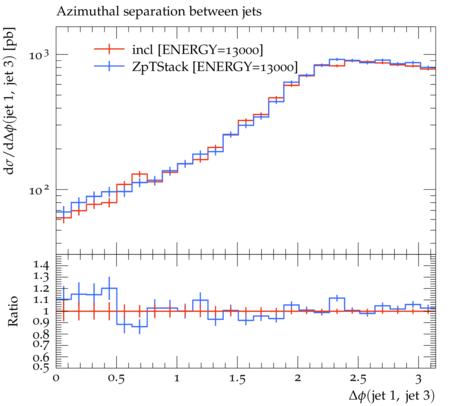 Azimuthal separation between jets
dσ/dΔϕ(jet 1, jet 3) [pb]
10³
incl [ENERGY=13000]
ZpTStack [ENERGY=13000]
10²
Ratio
1.4
1.3
1.2
1.1
1
0.9
0.8
0.7
0.6
0.5
0 0.5 1 1.5 2 2.5 3
Δϕ(jet 1, jet 3)